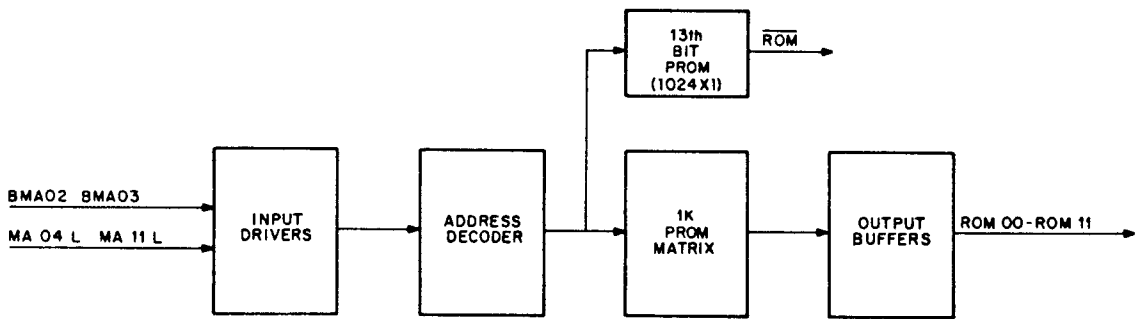 13th
BIT
PROM
(1024X1)
ROM
BMA02 BMA03
MA 04 L MA 11 L
INPUT
DRIVERS
ADDRESS
DECODER
1K
PROM
MATRIX
OUTPUT
BUFFERS
ROM 00-ROM 11